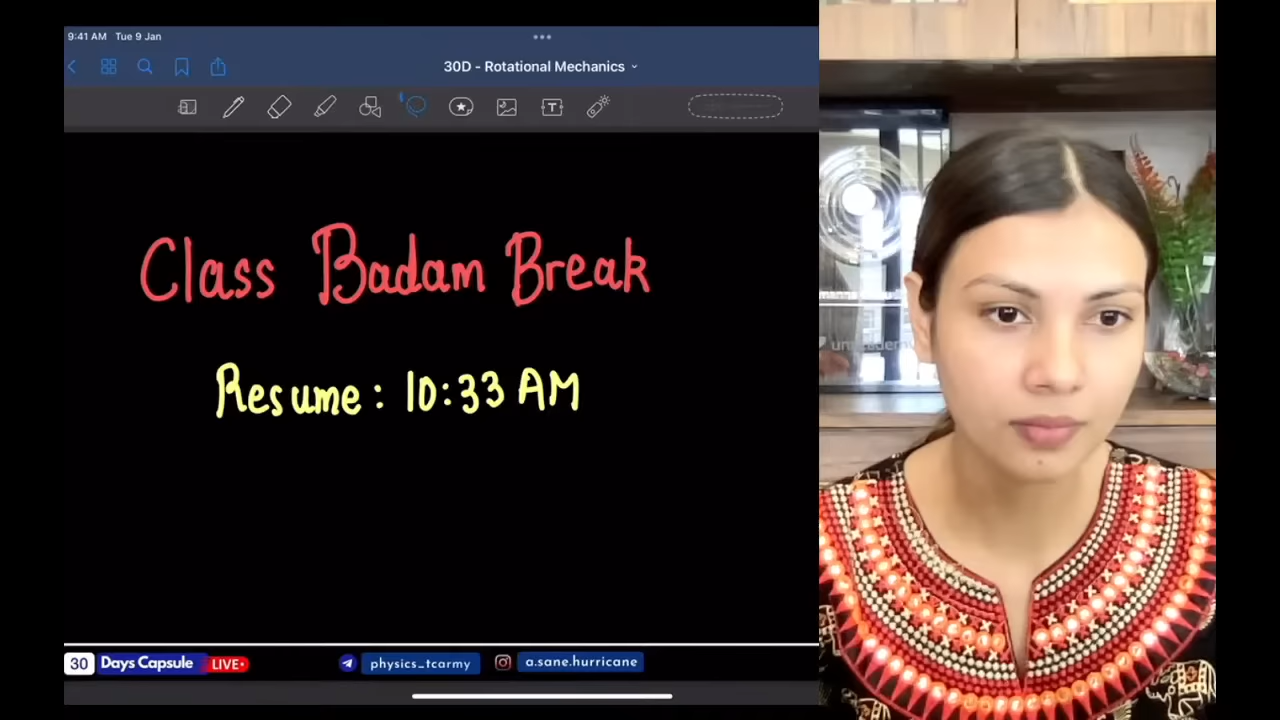 9:41 AM Tue 9 Jan
30D - Rotational Mechanics
Class Badam Break
Resume : 10:33 AM
30 Days Capsule LIVE
physics_tcarmy
a.sane.hurricane